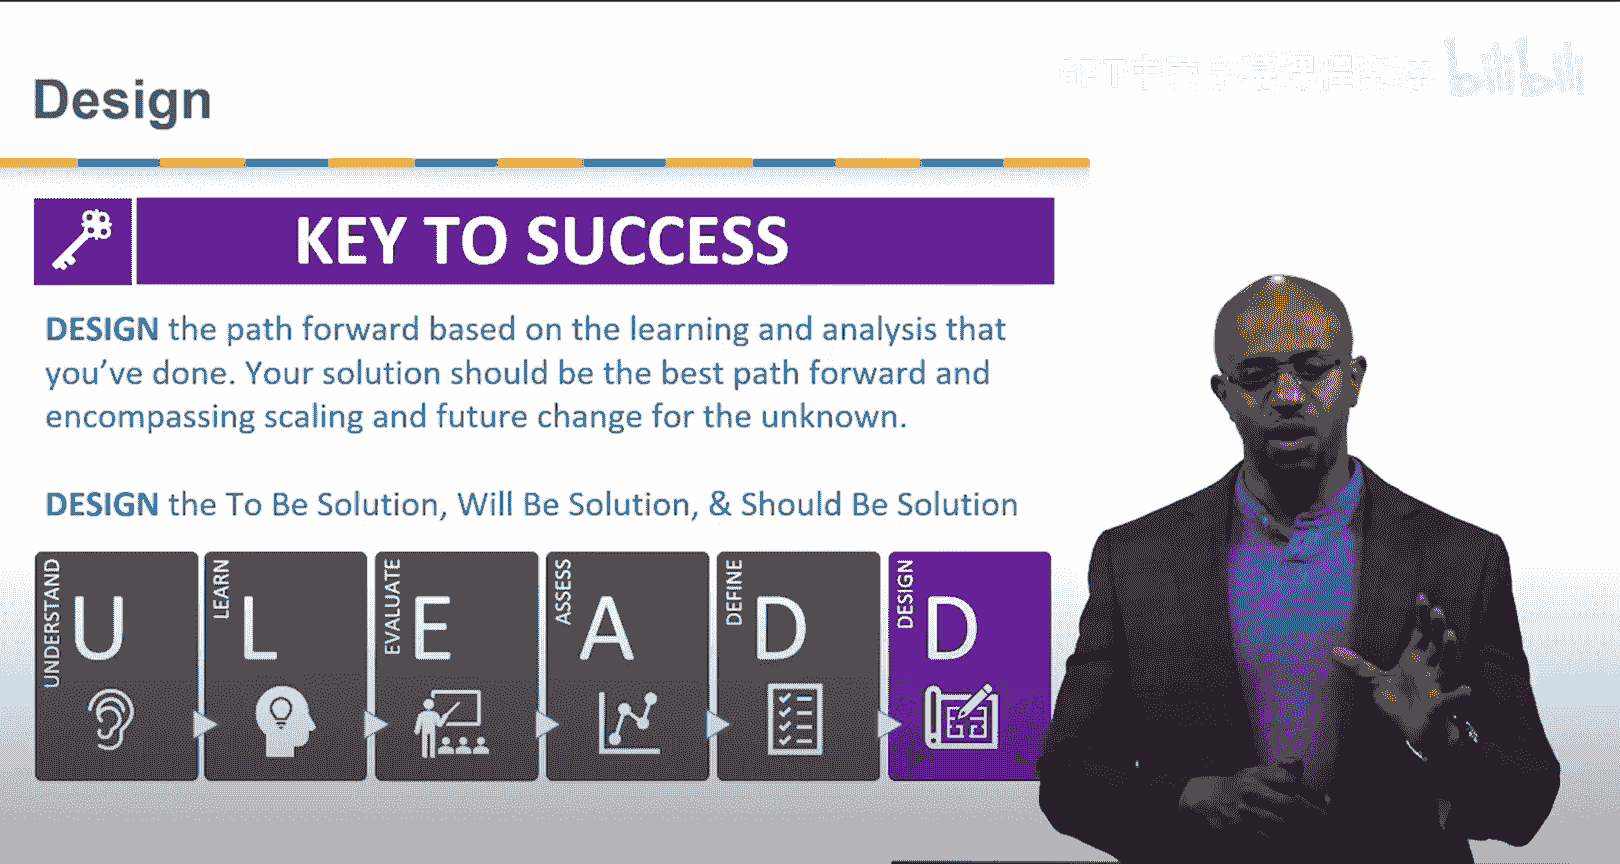 bilibili
Design
KEY TO SUCCESS
DESIGN the path forward based on the learning and analysis that
you've done. Your solution should be the best path forward and
encompassing scaling and future change for the unknown.
DESIGN the To Be Solution, Will Be Solution, & Should Be Solution
UNDERSTAND
U
LEARN
L
EVALUATE
E
ASSESS
A
DEFINE
D
DESIGN
D